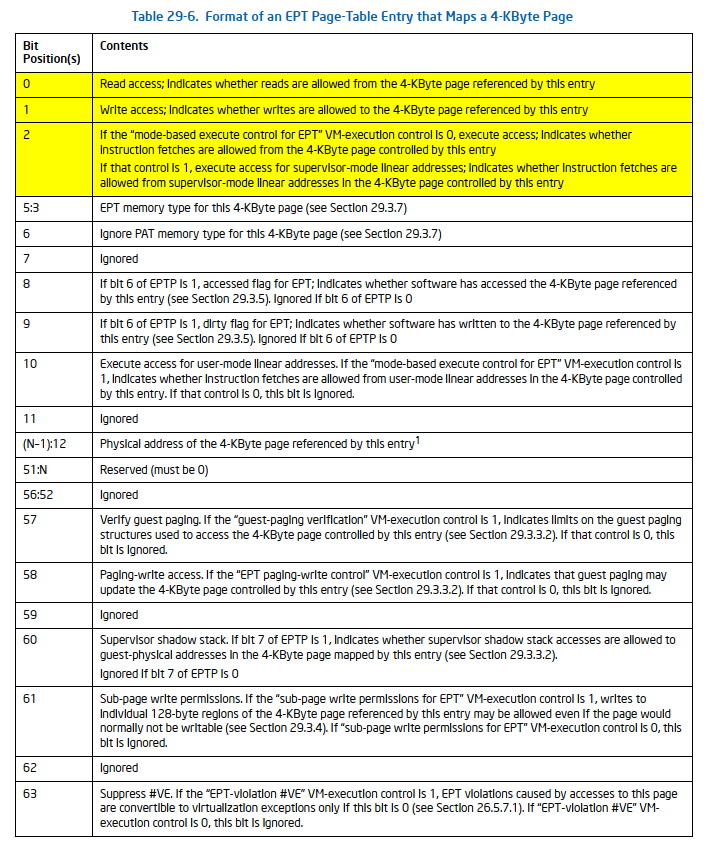 Table 29-6. Format of an EPT Page-Table Entry that Maps a 4-KByte Page
Bit
Position(s)
Contents
0
Read access; indicates whether reads are allowed from the 4-KByte page referenced by this entry
1
Write access; indicates whether writes are allowed to the 4-KByte page referenced by this entry
2
If the “mode-based execute control for EPT” VM-execution control is 0, execute access; indicates whether
instruction fetches are allowed from the 4-KByte page controlled by this entry
If that control is 1, execute access for supervisor-mode linear addresses; indicates whether instruction fetches are
allowed from supervisor-mode linear addresses in the 4-KByte page controlled by this entry
5:3
EPT memory type for this 4-KByte page (see Section 29.3.7)
6
Ignore PAT memory type for this 4-KByte page (see Section 29.3.7)
7
Ignored
8
If bit 6 of EPTP is 1, accessed flag for EPT; indicates whether software has accessed the 4-KByte page referenced
by this entry (see Section 29.3.5). Ignored if bit 6 of EPTP is 0
9
If bit 6 of EPTP is 1, dirty flag for EPT; indicates whether software has written to the 4-KByte page referenced by
this entry (see Section 29.3.5). Ignored if bit 6 of EPTP is 0
10
Execute access for user-mode linear addresses. If the “mode-based execute control for EPT” VM-execution control is
1, indicates whether instruction fetches are allowed from user-mode linear addresses in the 4-KByte page controlled
by this entry. If that control is 0, this bit is ignored.
11
Ignored
(N–1):12
Physical address of the 4-KByte page referenced by this entry1
51:N
Reserved (must be 0)
56:52
Ignored
57
Verify guest paging. If the “guest-paging verification” VM-execution control is 1, indicates limits on the guest paging
structures used to access the 4-KByte page controlled by this entry (see Section 29.3.3.2). If that control is 0, this
bit is ignored.
58
Paging-write access. If the “EPT paging-write control” VM-execution control is 1, indicates that guest paging may
update the 4-KByte page controlled by this entry (see Section 29.3.3.2). If that control is 0, this bit is ignored.
59
Ignored
60
Supervisor shadow stack. If bit 7 of EPTP is 1, indicates whether supervisor shadow stack accesses are allowed to
guest-physical addresses in the 4-KByte page mapped by this entry (see Section 29.3.3.2).
Ignored if bit 7 of EPTP is 0
61
Sub-page write permissions. If the “sub-page write permissions for EPT” VM-execution control is 1, writes to
individual 128-byte regions of the 4-KByte page referenced by this entry may be allowed even if the page would
normally not be writable (see Section 29.3.4). If “sub-page write permissions for EPT” VM-execution control is 0, this
bit is ignored.
62
Ignored
63
Suppress #VE. If the “EPT-violation #VE” VM-execution control is 1, EPT violations caused by accesses to this page
are convertible to virtualization exceptions only if this bit is 0 (see Section 26.5.7.1). If “EPT-violation #VE” VM-
execution control is 0, this bit is ignored.